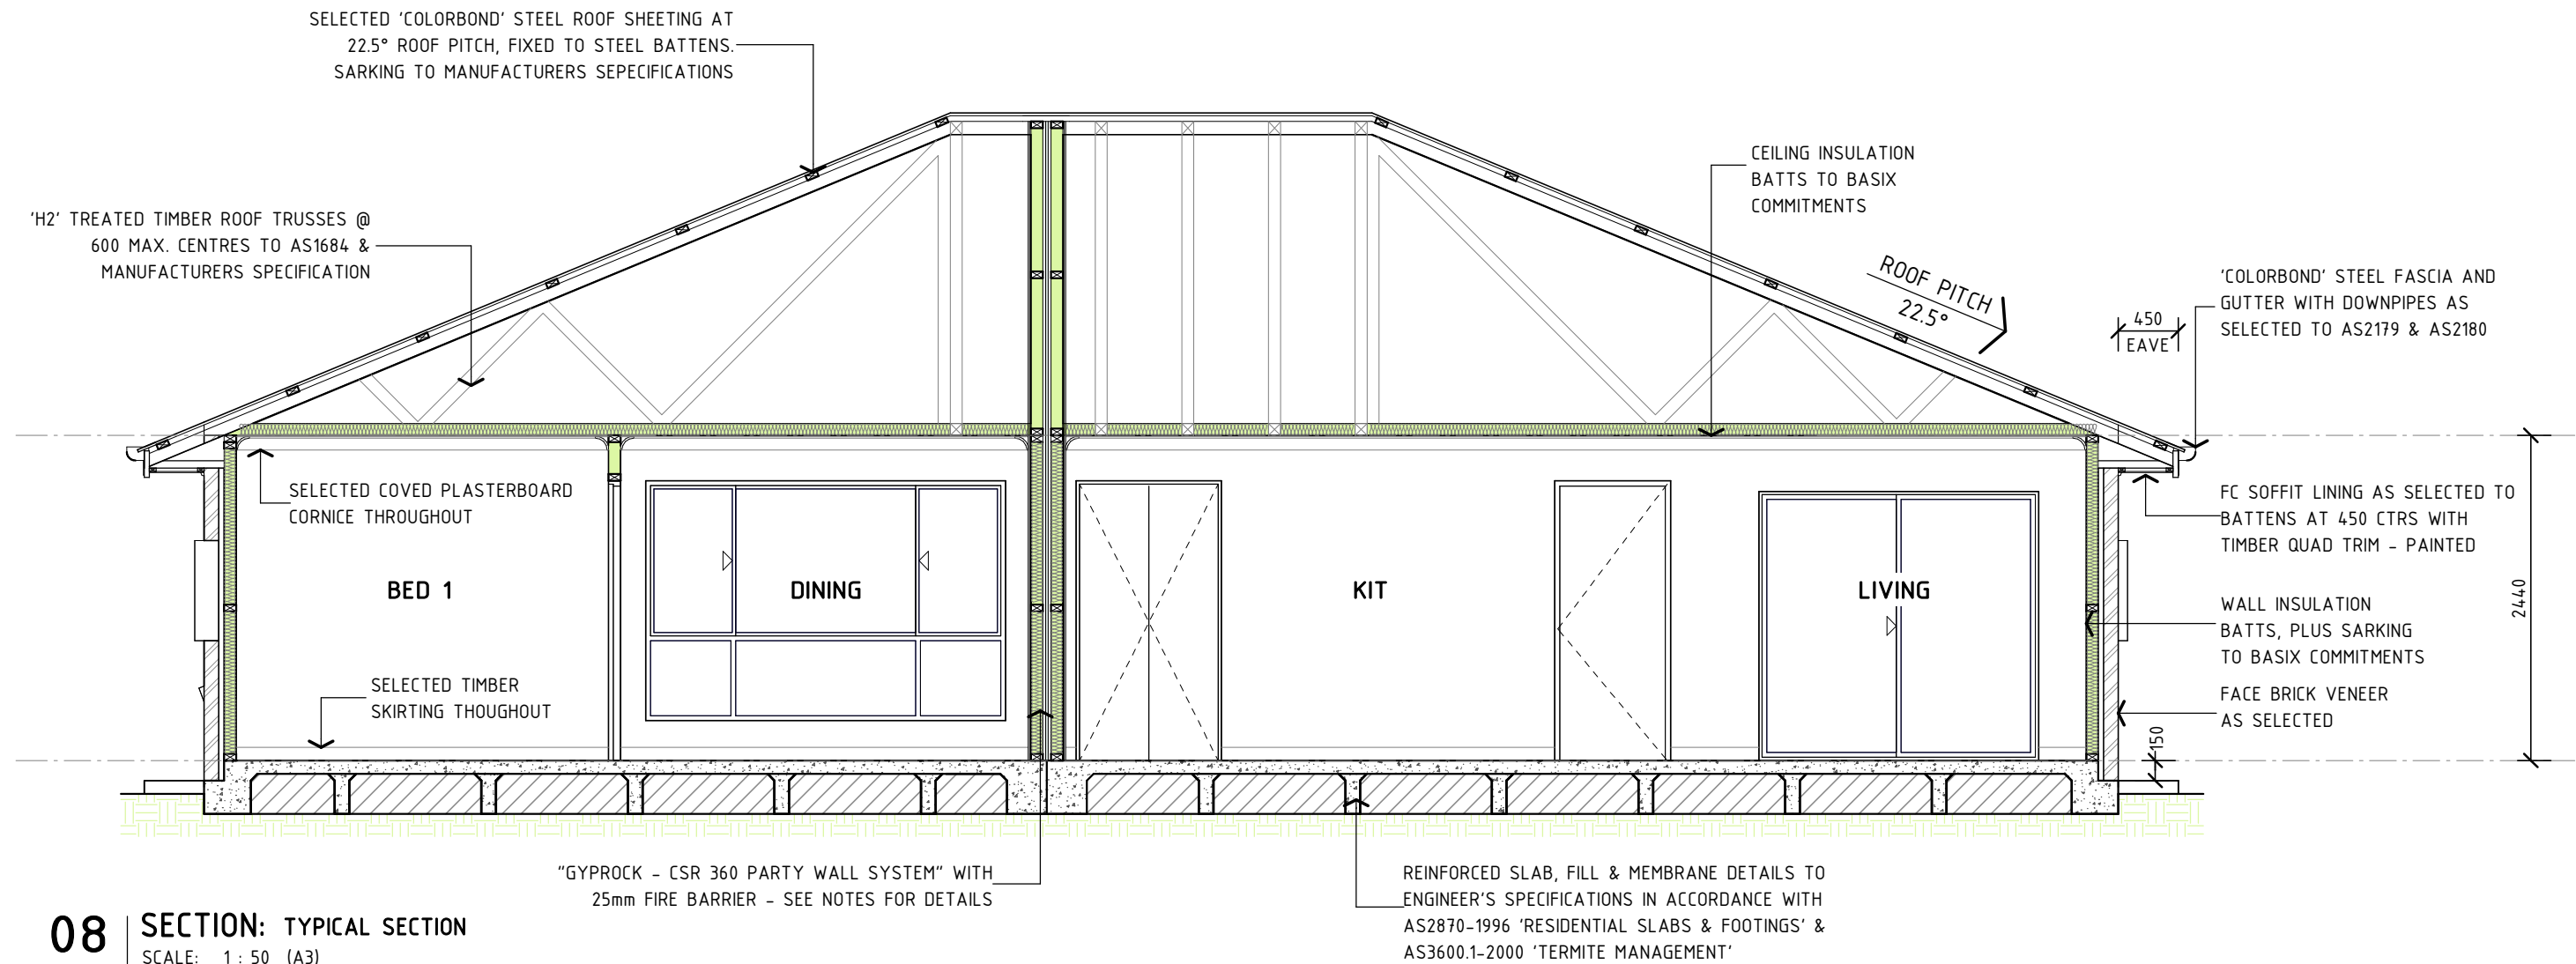 SELECTED 'COLORBOND' STEEL ROOF SHEETING AT
22.5° ROOF PITCH, FIXED TO STEEL BATTENS.
SARKING TO MANUFACTURERS SEPECIFICATIONS
'H2' TREATED TIMBER ROOF TRUSSES @
600 MAX. CENTRES TO AS1684 &
MANUFACTURERS SPECIFICATION
CEILING INSULATION
BATTS TO BASIX
COMMITMENTS
ROOF PITCH
22.5°
450
EAVE
'COLORBOND' STEEL FASCIA AND
GUTTER WITH DOWNPIPES AS
SELECTED TO AS2179 & AS2180
SELECTED COVED PLASTERBOARD
CORNICE THROUGHOUT
FC SOFFIT LINING AS SELECTED TO
BATTENS AT 450 CTRS WITH
TIMBER QUAD TRIM - PAINTED
BED 1
DINING
KIT
LIVING
2440
WALL INSULATION
BATTS, PLUS SARKING
TO BASIX COMMITMENTS
SELECTED TIMBER
SKIRTING THOUGHOUT
FACE BRICK VENEER
AS SELECTED
150
"GYPROCK - CSR 360 PARTY WALL SYSTEM" WITH
25mm FIRE BARRIER - SEE NOTES FOR DETAILS
REINFORCED SLAB, FILL & MEMBRANE DETAILS TO
ENGINEER'S SPECIFICATIONS IN ACCORDANCE WITH
AS2870-1996 'RESIDENTIAL SLABS & FOOTINGS' &
AS3600.1-2000 'TERMITE MANAGEMENT'
08 SECTION: TYPICAL SECTION
SCALE: 1 : 50 (A3)